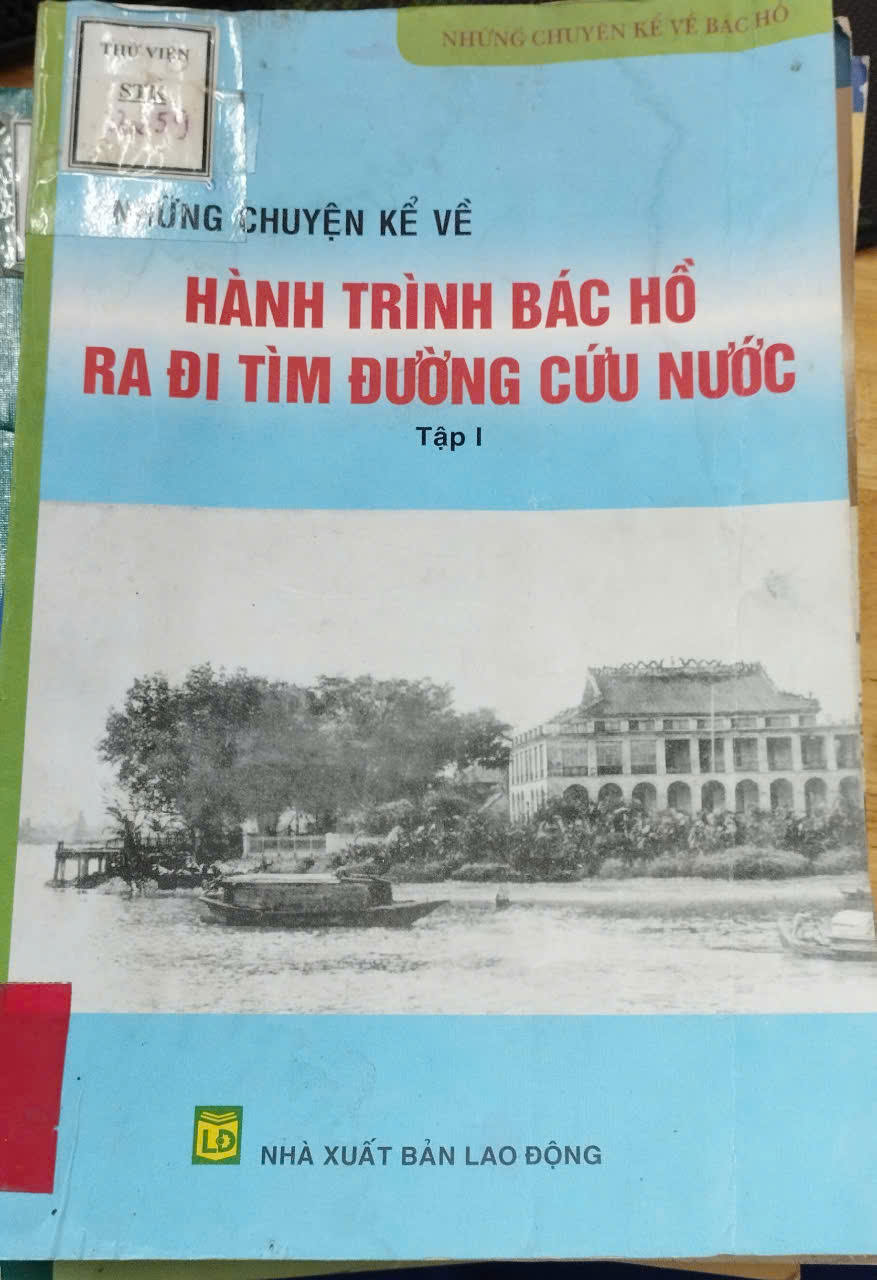 NHỮNG CHUYỆN KỂ VỀ BÁC HỒ
THƯ VIỆN
STK
NHỮNG CHUYỆN KỂ VỀ
HÀNH TRÌNH BÁC HỒ
RA ĐI TÌM ĐƯỜNG CỨU NƯỚC
Tập I
LĐ
NHÀ XUẤT BẢN LAO ĐỘNG